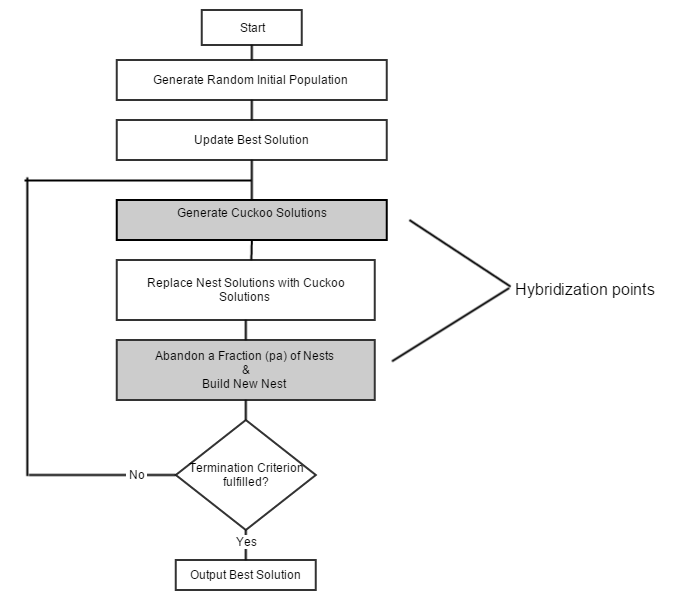 Start
Generate Random Initial Population
Update Best Solution
Generate Cuckoo Solutions
Replace Nest Solutions with Cuckoo
Solutions
Hybridization points
Abandon a Fraction (pa) of Nests
&
Build New Nest
Termination Criterion
fulfilled?
No
Yes
Output Best Solution